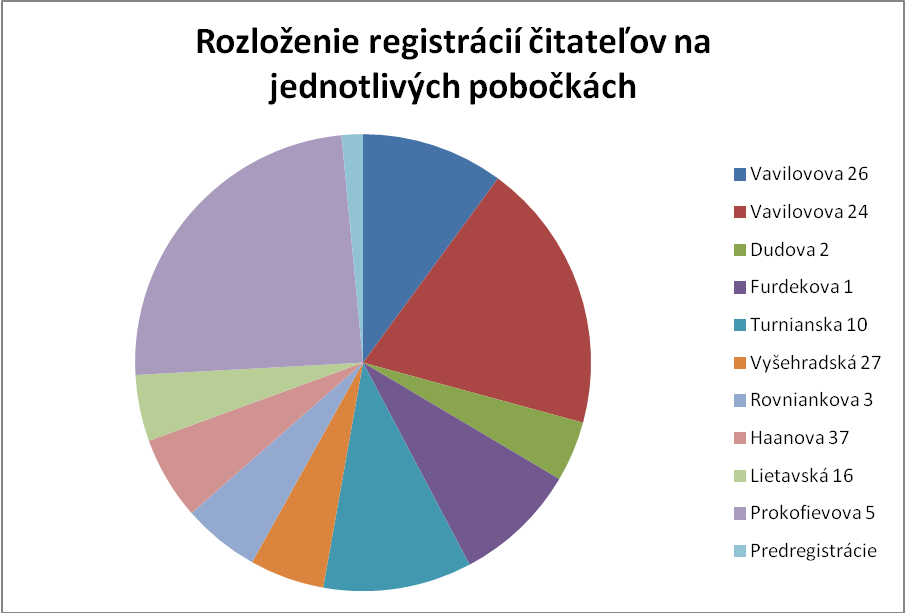 Rozloženie registrácií čitateľov na
jednotlivých pobočkách
Vavilovova 26
Vavilovova 24
Dudova 2
Furdekova 1
Turnianska 10
Vyšehradská 27
Rovniankova 3
Haanova 37
Lietavská 16
Prokofievova 5
Predregistrácie